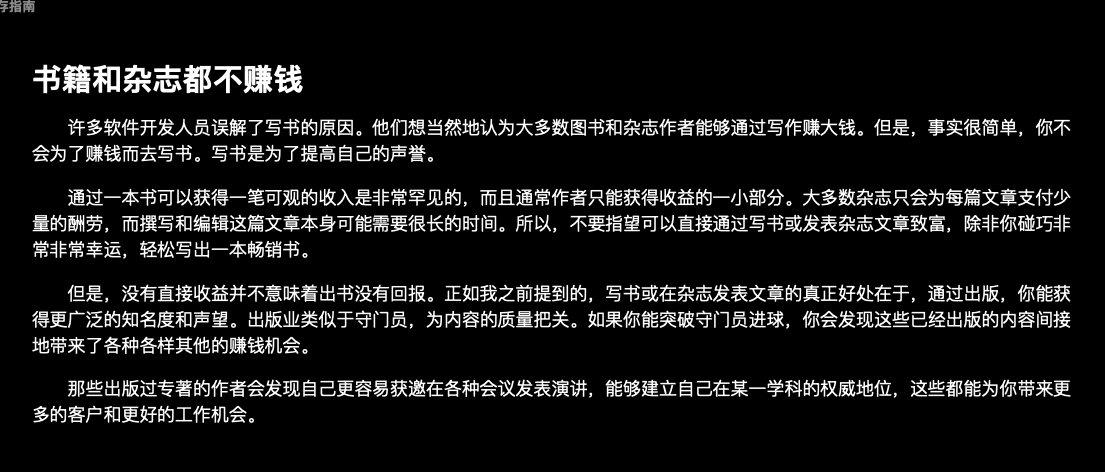 存指南
书籍和杂志都不赚钱
许多软件开发人员误解了写书的原因。他们想当然地认为大多数图书和杂志作者能够通过写作赚大钱。但是，事实很简单，你不
会为了赚钱而去写书。写书是为了提高自己的声誉。
通过一本书可以获得一笔可观的收入是非常罕见的，而且通常作者只能获得收益的一小部分。大多数杂志只会为每篇文章支付少
量的酬劳，而撰写和编辑这篇文章本身可能需要很长的时间。所以，不要指望可以直接通过写书或发表杂志文章致富，除非你碰巧非
常非常幸运，轻松写出一本畅销书。
但是，没有直接收益并不意味着出书没有回报。正如我之前提到的，写书或在杂志发表文章的真正好处在于，通过出版，你能获
得更广泛的知名度和声望。出版业类似于守门员，为内容的质量把关。如果你能突破守门员进球，你会发现这些已经出版的内容间接
地带来了各种各样其他的赚钱机会。
那些出版过专著的作者会发现自己更容易获邀在各种会议发表演讲，能够建立自己在某一学科的权威地位，这些都能为你带来更
多的客户和更好的工作机会。